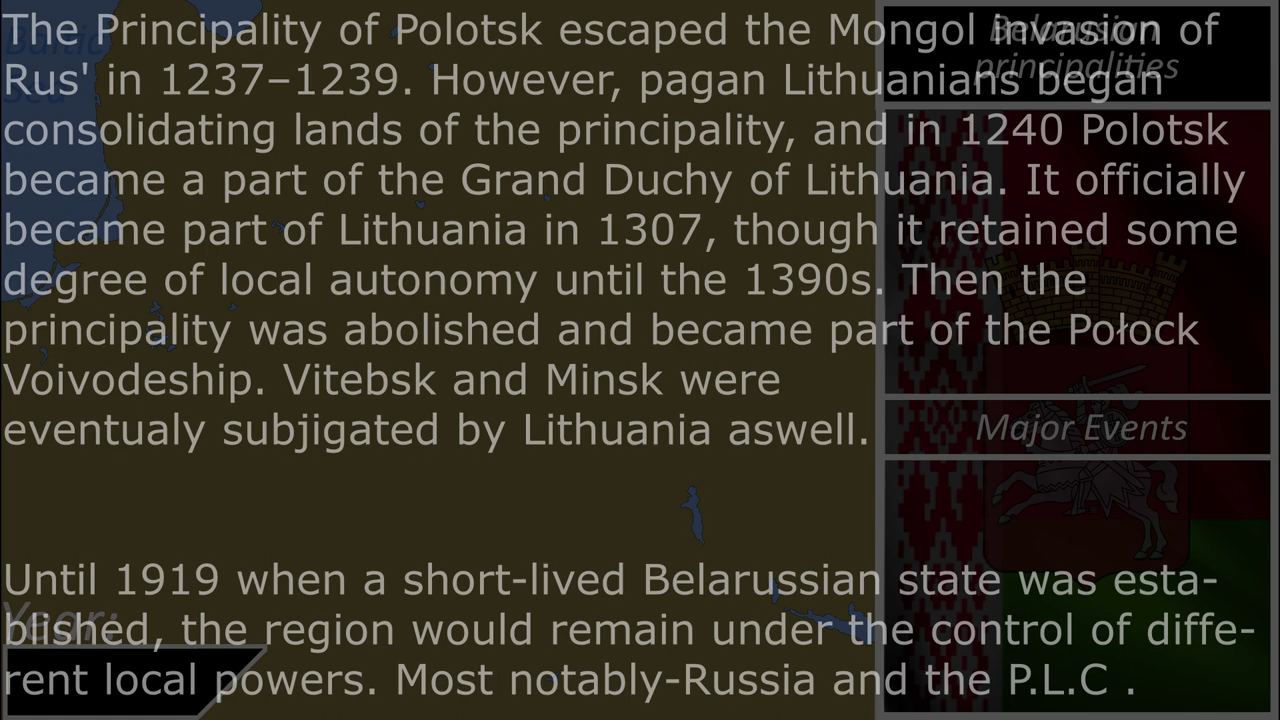 The Principality of Polotsk escaped the Mongol invasion of
Rus' in 1237–1239. However, pagan Lithuanians began
consolidating lands of the principality, and in 1240 Polotsk
became a part of the Grand Duchy of Lithuania. It officially
became part of Lithuania in 1307, though it retained some
degree of local autonomy until the 1390s. Then the
principality was abolished and became part of the Połock
Voivodeship. Vitebsk and Minsk were
eventualy subjigated by Lithuania aswell.
Until 1919 when a short-lived Belarussian state was esta-
blished, the region would remain under the control of diffe-
rent local powers. Most notably-Russia and the P.L.C .
Baltic
Sea
Belarusian
principalities
Major Events
Year: